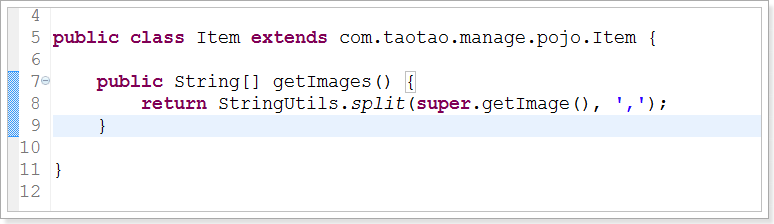 4
5 public class Item extends com.taotao.manage.pojo.Item {
6
7     public String[] getImages() {
8         return StringUtils.split(super.getImage(), ',');
9     }
10
11 }
12